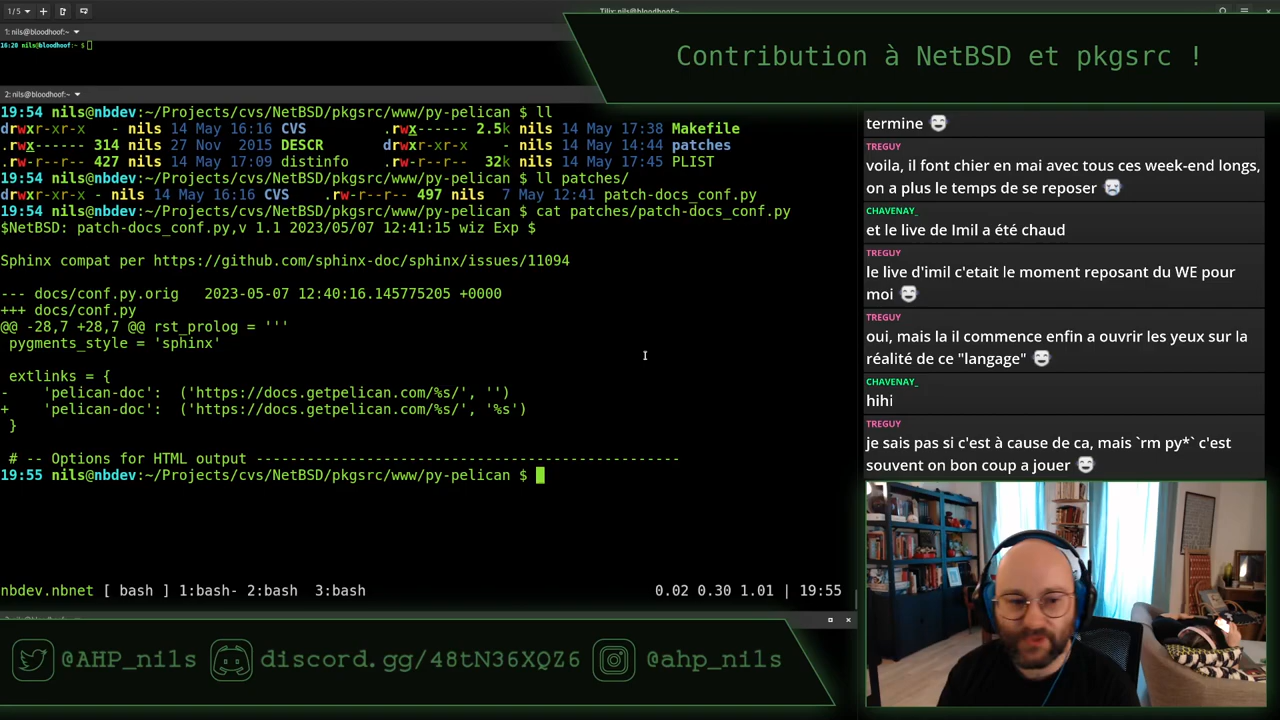 1/5
Tilix: nils@bloodhoof:~
1: nils@bloodhoof:~
16:20 nils@bloodhoof:~ $
Contribution à NetBSD et pkgsrc !
2: nils@bloodhoof:~
19:54 nils@nbdev:~/Projects/cvs/NetBSD/pkgsrc/www/py-pelican $ ll
drwxr-xr-x   - nils 14 May 16:16 CVS      .rwx------ 2.5k nils 14 May 17:38 Makefile
.rwx------ 314 nils 27 Nov  2015 DESCR    drwxr-xr-x    - nils 14 May 14:44 patches
.rw-r--r-- 427 nils 14 May 17:09 distinfo .rw-r--r--  32k nils 14 May 17:45 PLIST
19:54 nils@nbdev:~/Projects/cvs/NetBSD/pkgsrc/www/py-pelican $ ll patches/
drwxr-xr-x - nils 14 May 16:16 CVS  .rw-r--r-- 497 nils  7 May 12:41 patch-docs_conf.py
19:54 nils@nbdev:~/Projects/cvs/NetBSD/pkgsrc/www/py-pelican $ cat patches/patch-docs_conf.py
$NetBSD: patch-docs_conf.py,v 1.1 2023/05/07 12:41:15 wiz Exp $
Sphinx compat per https://github.com/sphinx-doc/sphinx/issues/11094
--- docs/conf.py.orig   2023-05-07 12:40:16.145775205 +0000
+++ docs/conf.py
@@ -28,7 +28,7 @@ rst_prolog = '''
 pygments_style = 'sphinx'
 extlinks = {
-    'pelican-doc':  ('https://docs.getpelican.com/%s/', '')
+    'pelican-doc':  ('https://docs.getpelican.com/%s/', '%s')
 }
 # -- Options for HTML output --------------------------------------------------
19:55 nils@nbdev:~/Projects/cvs/NetBSD/pkgsrc/www/py-pelican $
nbdev.nbnet [ bash ] 1:bash- 2:bash  3:bash
0.02 0.30 1.01 | 19:55
termine
TREGUY
voila, il font chier en mai avec tous ces week-end longs,
on a plus le temps de se reposer
CHAVENAY_
et le live de Imil a été chaud
TREGUY
le live d'imil c'etait le moment reposant du WE pour
moi
TREGUY
oui, mais la il commence enfin a ouvrir les yeux sur la
réalité de ce "langage"
CHAVENAY_
hihi
TREGUY
je sais pas si c'est à cause de ca, mais `rm py*` c'est
souvent on bon coup a jouer
@AHP_nils
discord.gg/48tN36XQZ6
@ahp_nils